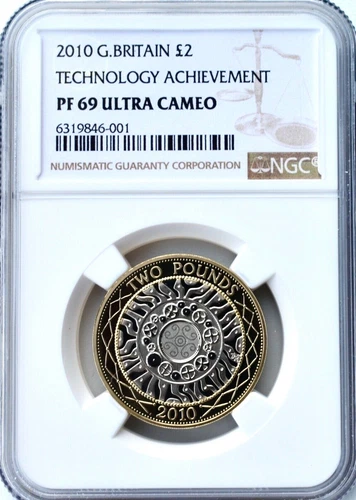 2010 G.BRITAIN £2
TECHNOLOGY ACHIEVEMENT
PF 69 ULTRA CAMEO
6319846-001
NUMISMATIC GUARANTY CORPORATION
NGC®
TWO POUNDS
2010